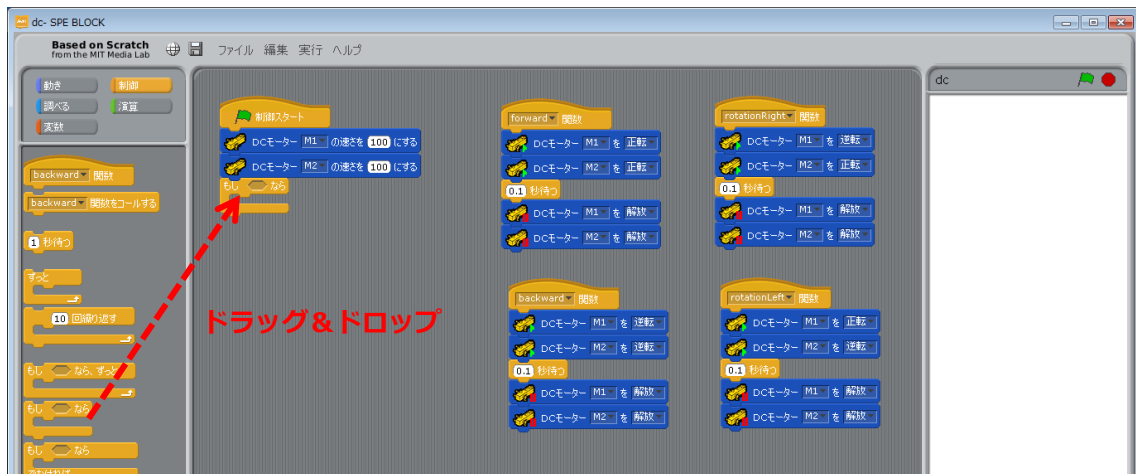 dc- SPE BLOCK
Based on Scratch
from the MIT Media Lab
ファイル 編集 実行 ヘルプ
動き
制御
調べる
演算
変数
backward 関数
backward 関数をコールする
1 秒待つ
ずっと
10 回繰り返す
もし なら、ずっと
もし なら
もし なら
でなければ
制御スタート
DCモーター M1 の速さを 100 にする
DCモーター M2 の速さを 100 にする
もし なら
ドラッグ&ドロップ
forward 関数
DCモーター M1 を 正転
DCモーター M2 を 正転
0.1 秒待つ
DCモーター M1 を 解放
DCモーター M2 を 解放
rotationRight 関数
DCモーター M1 を 逆転
DCモーター M2 を 正転
0.1 秒待つ
DCモーター M1 を 解放
DCモーター M2 を 解放
backward 関数
DCモーター M1 を 逆転
DCモーター M2 を 逆転
0.1 秒待つ
DCモーター M1 を 解放
DCモーター M2 を 解放
rotationLeft 関数
DCモーター M1 を 正転
DCモーター M2 を 逆転
0.1 秒待つ
DCモーター M1 を 解放
DCモーター M2 を 解放
dc